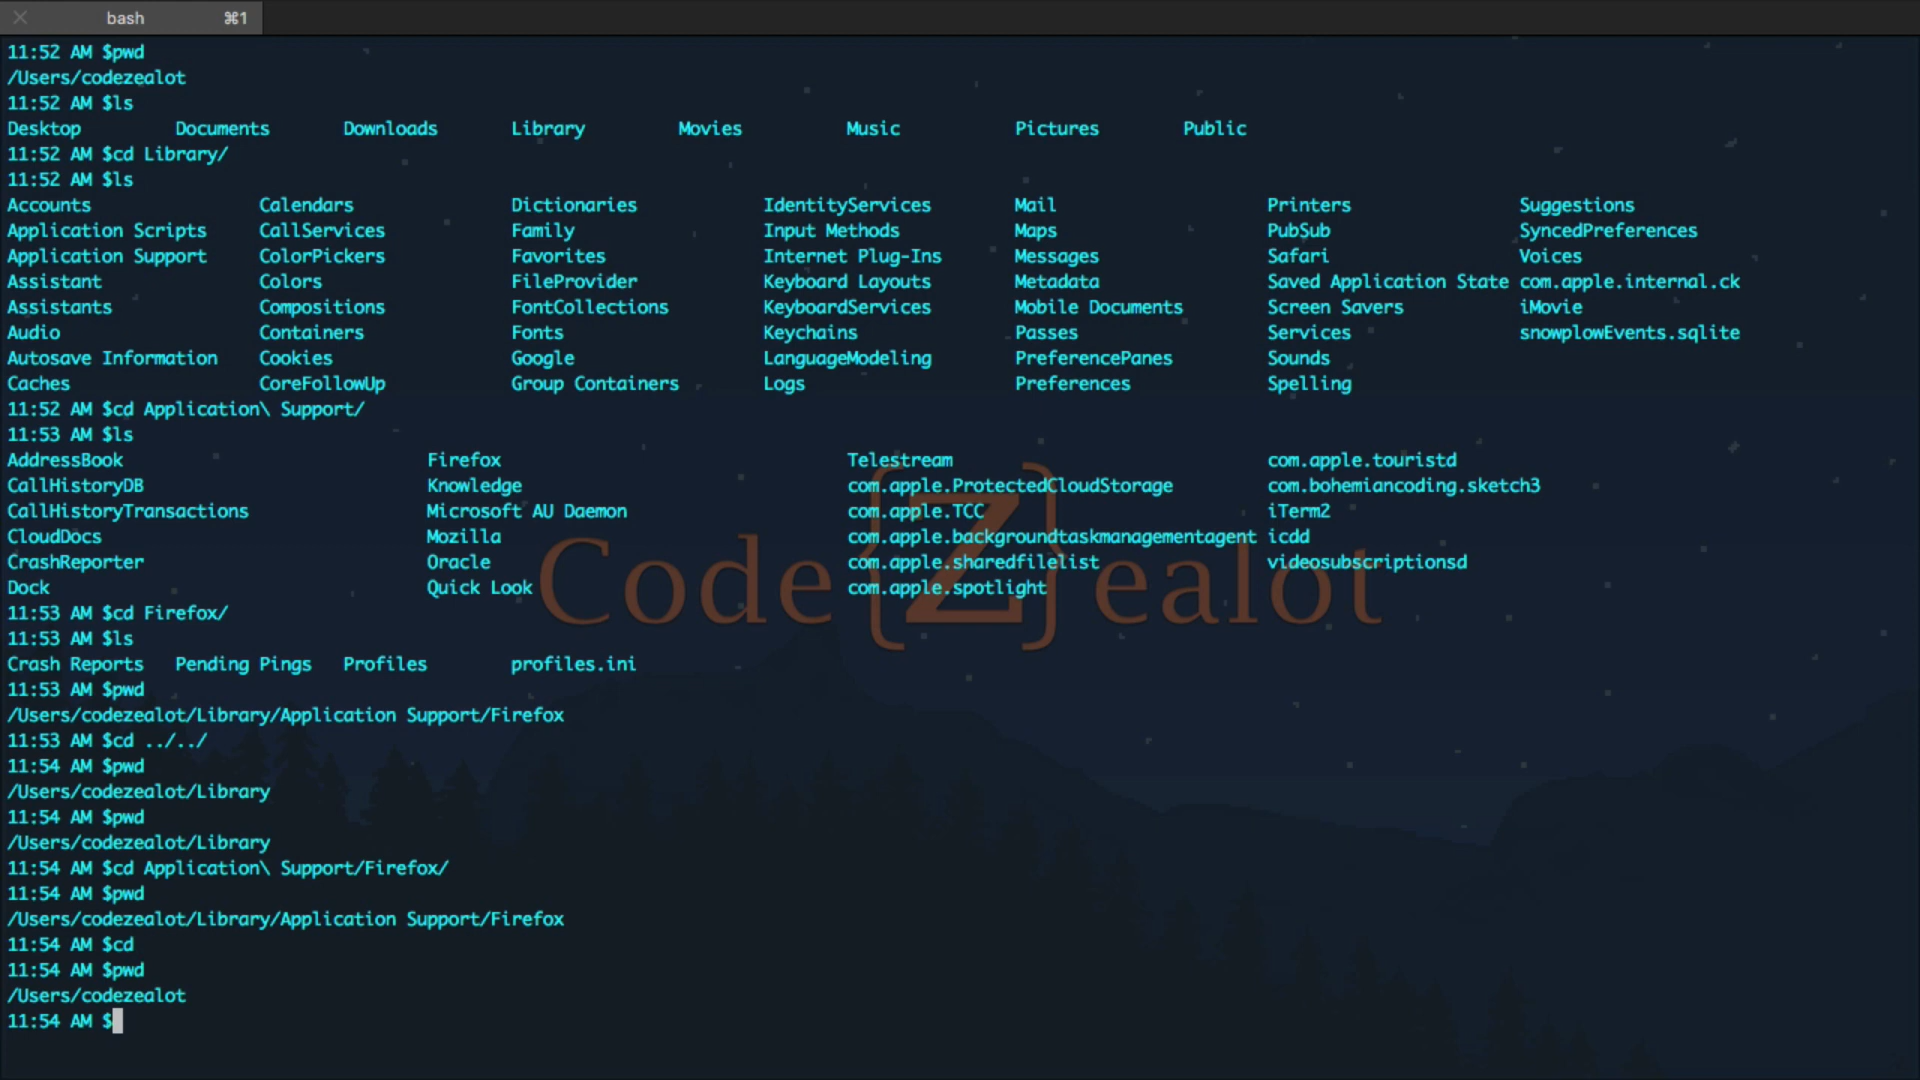 bash ⌘1
11:52 AM $pwd
/Users/codezealot
11:52 AM $ls
Desktop Documents Downloads Library Movies Music Pictures Public
11:52 AM $cd Library/
11:52 AM $ls
Accounts Calendars Dictionaries IdentityServices Mail Printers Suggestions
Application Scripts CallServices Family Input Methods Maps PubSub SyncedPreferences
Application Support ColorPickers Favorites Internet Plug-Ins Messages Safari Voices
Assistant Colors FileProvider Keyboard Layouts Metadata Saved Application State com.apple.internal.ck
Assistants Compositions FontCollections KeyboardServices Mobile Documents Screen Savers iMovie
Audio Containers Fonts Keychains Passes Services snowplowEvents.sqlite
Autosave Information Cookies Google LanguageModeling PreferencePanes Sounds
Caches CoreFollowUp Group Containers Logs Preferences Spelling
11:52 AM $cd Application\ Support/
11:53 AM $ls
AddressBook Firefox Telestream com.apple.touristd
CallHistoryDB Knowledge com.apple.ProtectedCloudStorage com.bohemiancoding.sketch3
CallHistoryTransactions Microsoft AU Daemon com.apple.TCC iTerm2
CloudDocs Mozilla com.apple.backgroundtaskmanagementagent icdd
CrashReporter Oracle com.apple.sharedfilelist videosubscriptionsd
Dock Quick Look com.apple.spotlight
Code{Z}ealot
11:53 AM $cd Firefox/
11:53 AM $ls
Crash Reports Pending Pings Profiles profiles.ini
11:53 AM $pwd
/Users/codezealot/Library/Application Support/Firefox
11:53 AM $cd ../../
11:54 AM $pwd
/Users/codezealot/Library
11:54 AM $pwd
/Users/codezealot/Library
11:54 AM $cd Application\ Support/Firefox/
11:54 AM $pwd
/Users/codezealot/Library/Application Support/Firefox
11:54 AM $cd
11:54 AM $pwd
/Users/codezealot
11:54 AM $